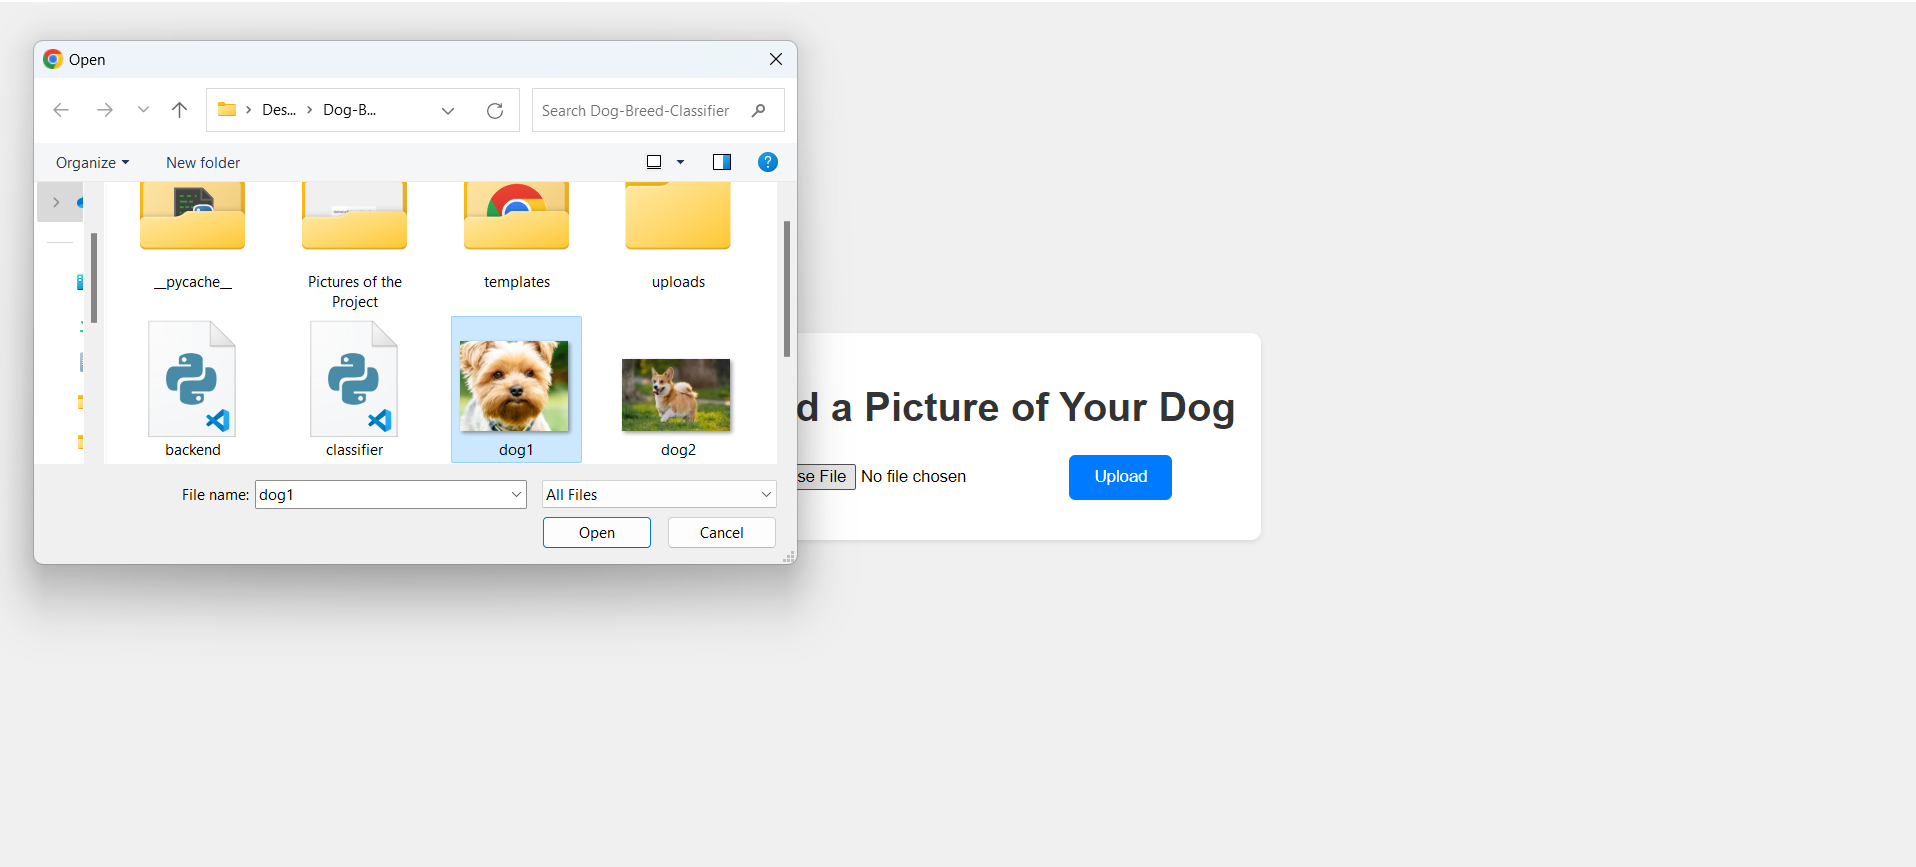 Open
Des... Dog-B...
Search Dog-Breed-Classifier
Organize New folder
__pycache__ Pictures of the templates uploads
Project
backend classifier dog1 dog2
File name: dog1 All Files
Open Cancel
d a Picture of Your Dog
se File No file chosen Upload